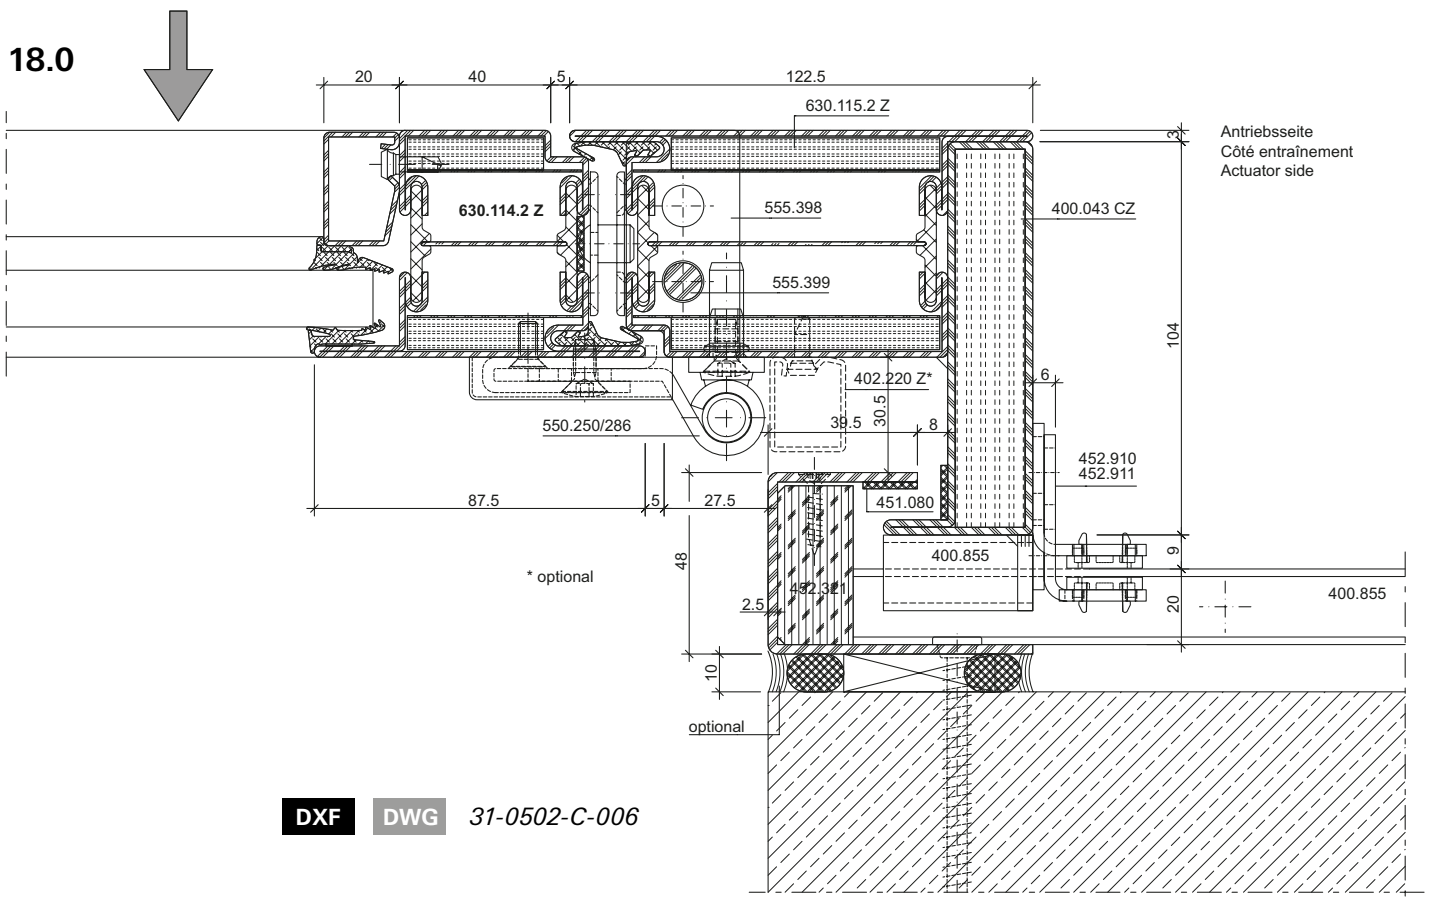 18.0
20
40
5
122.5
630.115.2 Z
3
Antriebsseite
Côté entraînement
Actuator side
630.114.2 Z
555.398
400.043 CZ
555.399
104
402.220 Z*
6
30.5
550.250/286
39.5
8
452.910
452.911
87.5
5
27.5
451.080
48
400.855
9
* optional
452.321
2.5
400.855
20
10
optional
DXF
DWG
31-0502-C-006